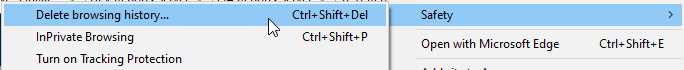 Delete browsing history... Ctrl+Shift+Del
InPrivate Browsing Ctrl+Shift+P
Turn on Tracking Protection
Safety
Open with Microsoft Edge Ctrl+Shift+E